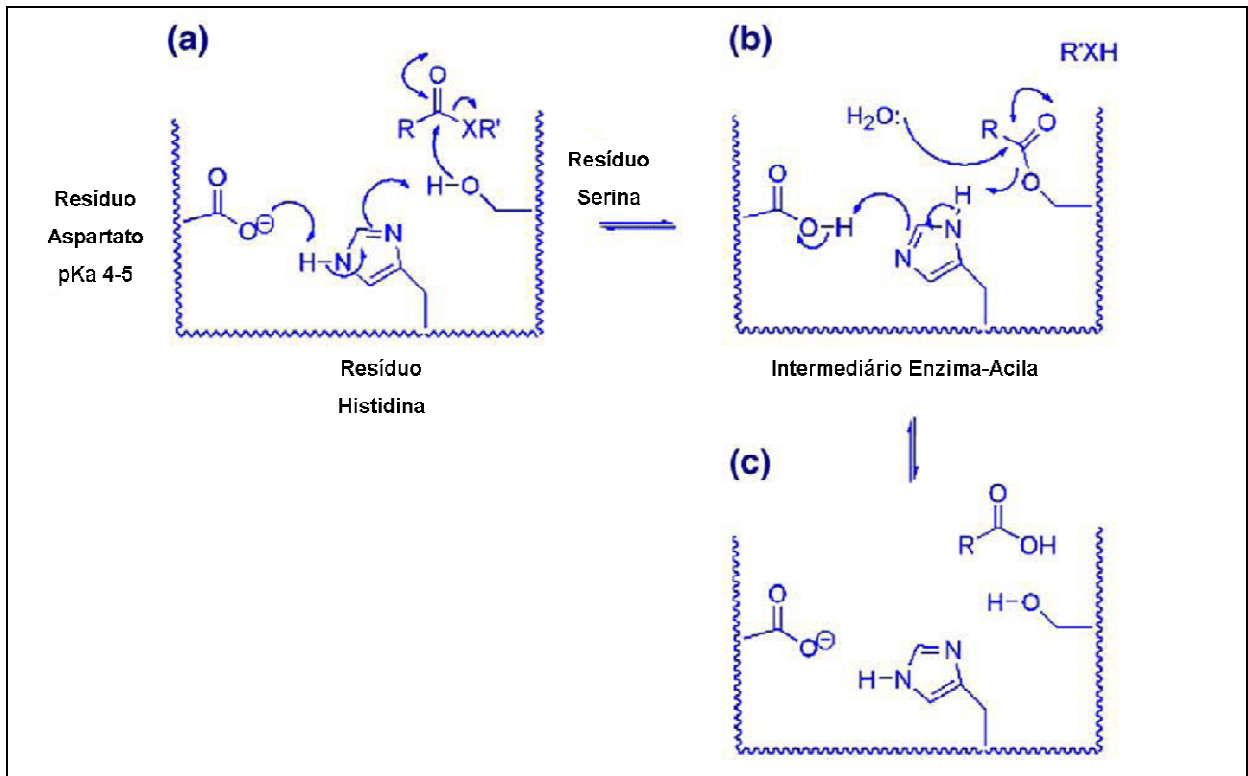 (a)
O
R
XR'
H-O
Resíduo
Aspartato
pKa 4-5
O
O⊖
H-N
N
Resíduo
Histidina
Resíduo
Serina
(b)
R'XH
H₂O:
R
O
O
O
O-H
H
N
N
Intermediário Enzima-Acila
(c)
O
R
OH
H-O
O
O⊖
N
H-N